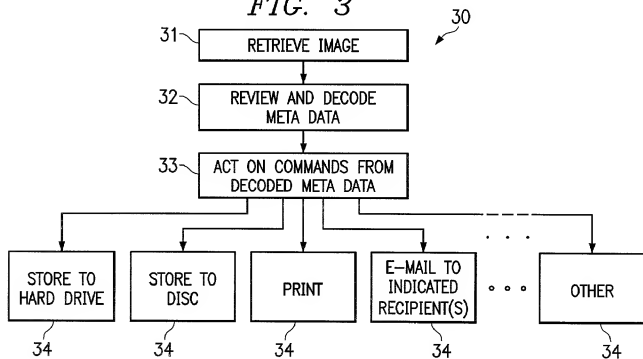 FIG. 3
30
31
RETRIEVE IMAGE
32
REVIEW AND DECODE
META DATA
33
ACT ON COMMANDS FROM
DECODED META DATA
STORE TO
HARD DRIVE
STORE TO
DISC
PRINT
E-MAIL TO
INDICATED
RECIPIENT(S)
OTHER
34
34
34
34
34